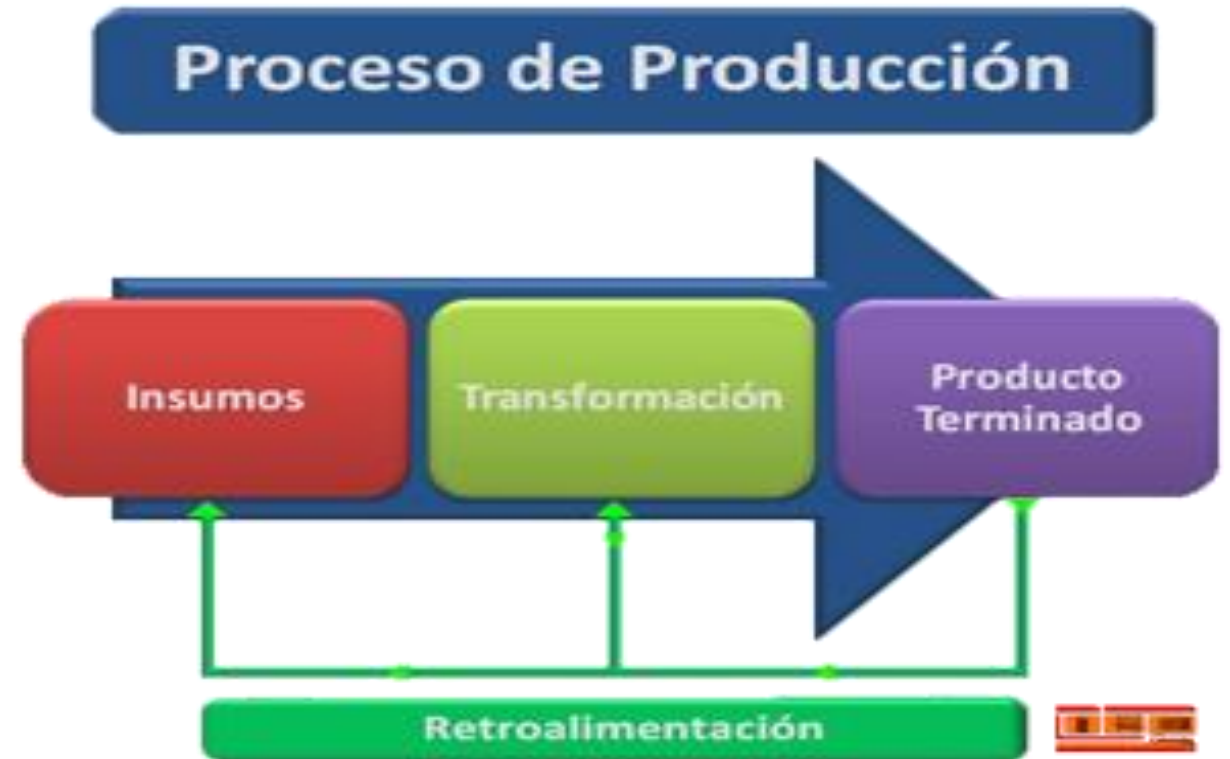 Proceso de Producción
Insumos
Transformación
Producto
Terminado
Retroalimentación